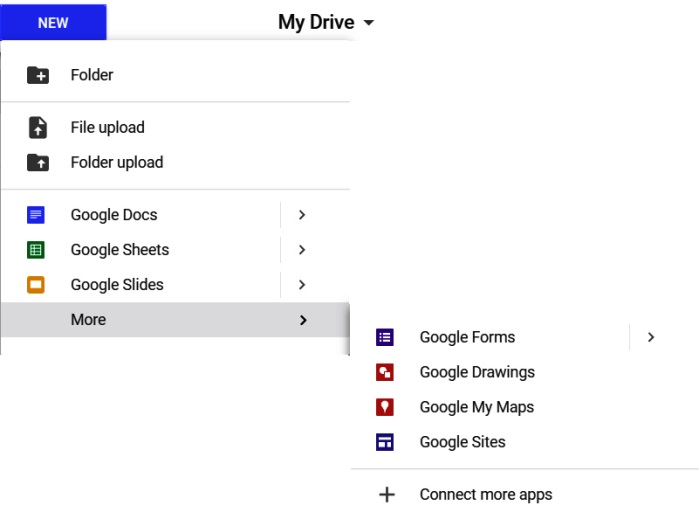 NEW
My Drive
Folder
File upload
Folder upload
Google Docs
Google Sheets
Google Slides
More
Google Forms
Google Drawings
Google My Maps
Google Sites
Connect more apps